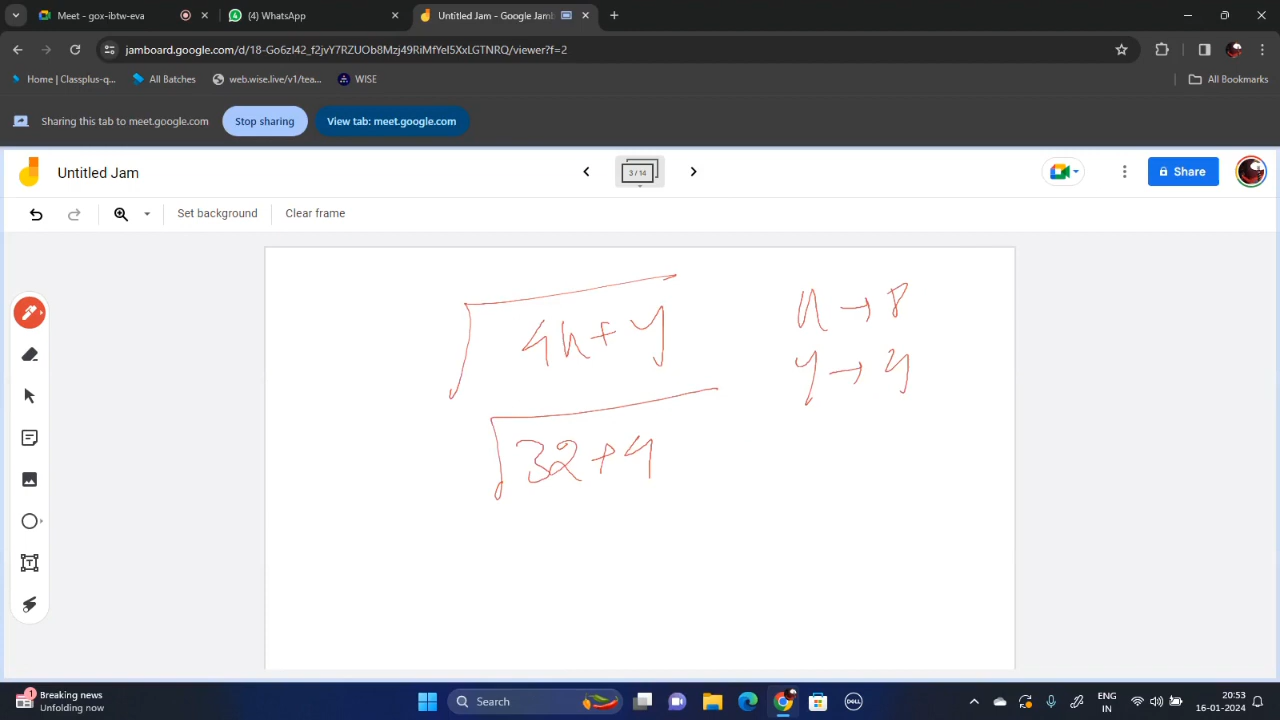 Meet - gox-ibtw-eva
(4) WhatsApp
Untitled Jam - Google Jamb
jamboard.google.com/d/18-Go6zI42_f2jvY7RZUOb8Mzj49RiMfYeI5XxLGTNRQ/viewer?f=2
Home | Classplus-q...
All Batches
web.wise.live/v1/tea...
WISE
All Bookmarks
Sharing this tab to meet.google.com
Stop sharing
View tab: meet.google.com
Untitled Jam
3 / 14
Share
Set background
Clear frame
√4x+y
x → 8
y → 4
√32+4
Breaking news
Unfolding now
1
Search
ENG
IN
20:53
16-01-2024